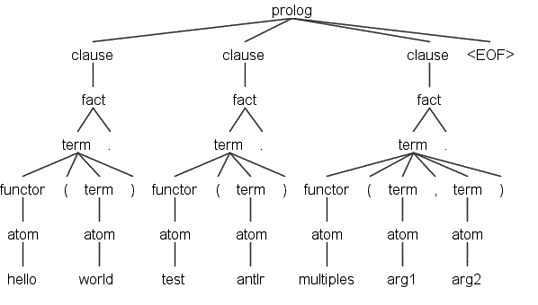 prolog
clause clause clause <EOF>
fact fact fact
term . term . term .
functor ( term ) functor ( term ) functor ( term , term )
atom atom atom atom atom atom atom
hello world test antlr multiples arg1 arg2